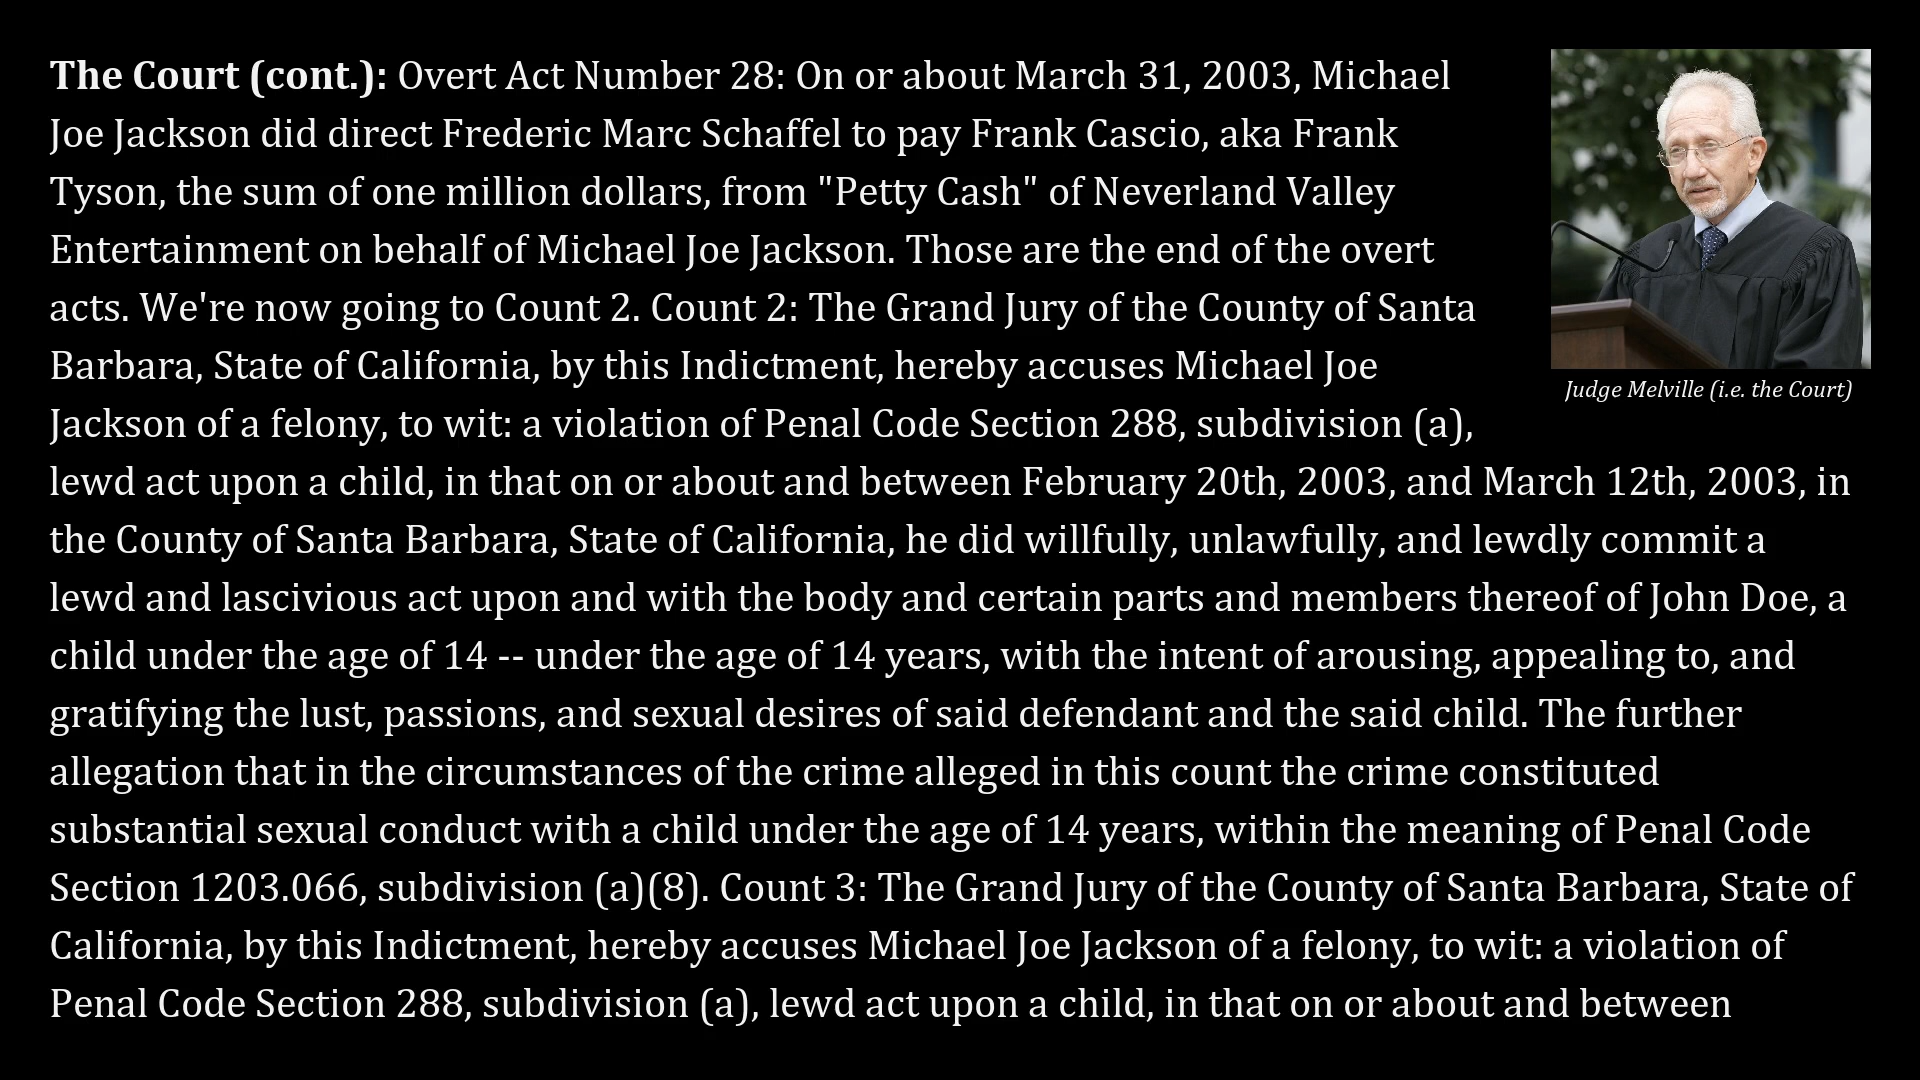 The Court (cont.): Overt Act Number 28: On or about March 31, 2003, Michael
Joe Jackson did direct Frederic Marc Schaffel to pay Frank Cascio, aka Frank
Tyson, the sum of one million dollars, from "Petty Cash" of Neverland Valley
Entertainment on behalf of Michael Joe Jackson. Those are the end of the overt
acts. We're now going to Count 2. Count 2: The Grand Jury of the County of Santa
Barbara, State of California, by this Indictment, hereby accuses Michael Joe
Jackson of a felony, to wit: a violation of Penal Code Section 288, subdivision (a),
lewd act upon a child, in that on or about and between February 20th, 2003, and March 12th, 2003, in
the County of Santa Barbara, State of California, he did willfully, unlawfully, and lewdly commit a
lewd and lascivious act upon and with the body and certain parts and members thereof of John Doe, a
child under the age of 14 -- under the age of 14 years, with the intent of arousing, appealing to, and
gratifying the lust, passions, and sexual desires of said defendant and the said child. The further
allegation that in the circumstances of the crime alleged in this count the crime constituted
substantial sexual conduct with a child under the age of 14 years, within the meaning of Penal Code
Section 1203.066, subdivision (a)(8). Count 3: The Grand Jury of the County of Santa Barbara, State of
California, by this Indictment, hereby accuses Michael Joe Jackson of a felony, to wit: a violation of
Penal Code Section 288, subdivision (a), lewd act upon a child, in that on or about and between
Judge Melville (i.e. the Court)